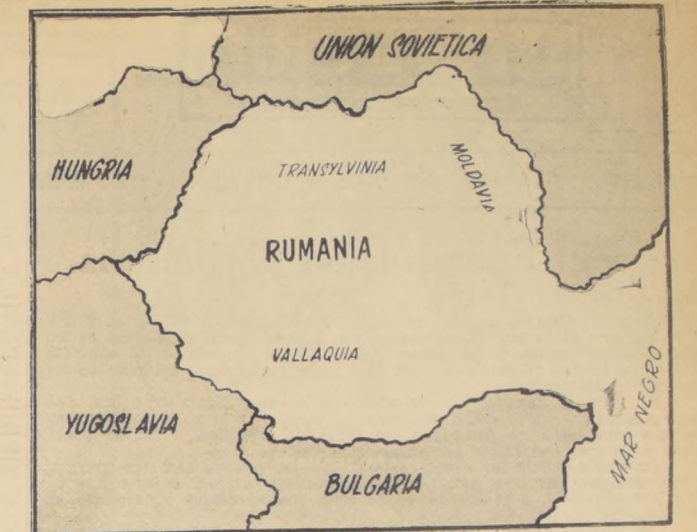 UNION SOVIETICA
HUNGRIA
TRANSYLVINIA
MOLDAVIA
RUMANIA
VALLAQUIA
YUGOSLAVIA
BULGARIA
MAR NEGRO